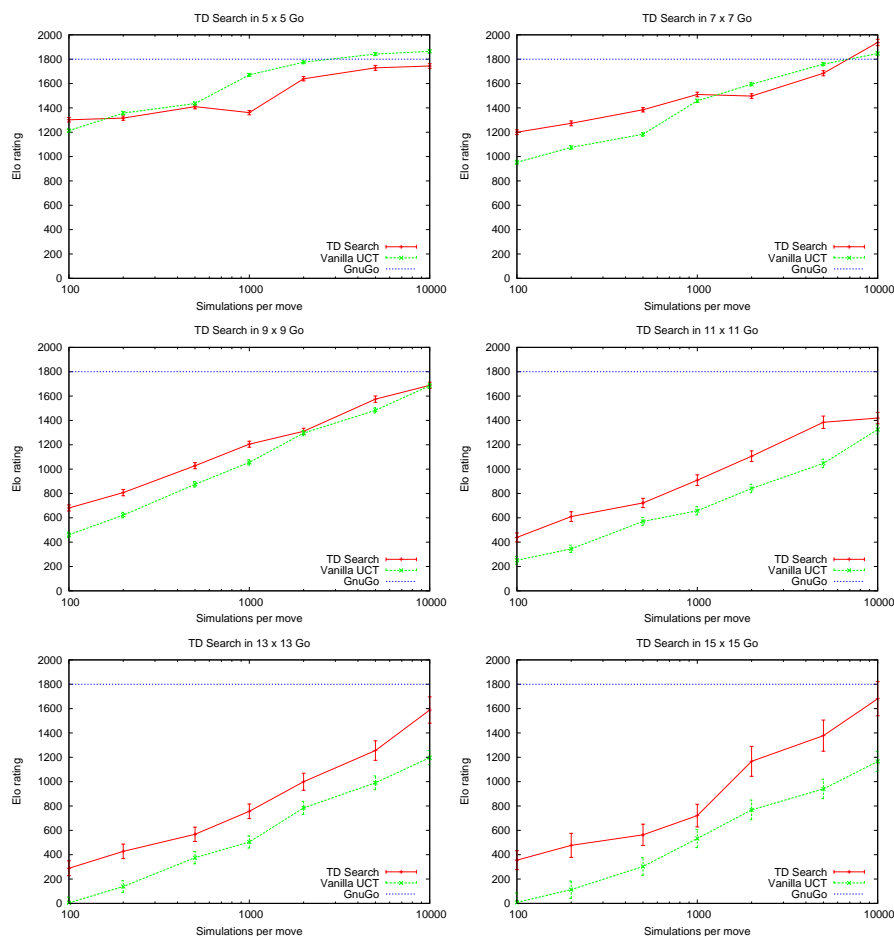 TD Search in 5 x 5 Go
2000
1800
1600
1400
1200
1000
800
600
400
200
0
Elo rating
TD Search
Vanilla UCT
GnuGo
100
1000
10000
Simulations per move
TD Search in 7 x 7 Go
2000
1800
1600
1400
1200
1000
800
600
400
200
0
Elo rating
TD Search
Vanilla UCT
GnuGo
100
1000
10000
Simulations per move
TD Search in 9 x 9 Go
2000
1800
1600
1400
1200
1000
800
600
400
200
0
Elo rating
TD Search
Vanilla UCT
GnuGo
100
1000
10000
Simulations per move
TD Search in 11 x 11 Go
2000
1800
1600
1400
1200
1000
800
600
400
200
0
Elo rating
TD Search
Vanilla UCT
GnuGo
100
1000
10000
Simulations per move
TD Search in 13 x 13 Go
2000
1800
1600
1400
1200
1000
800
600
400
200
0
Elo rating
TD Search
Vanilla UCT
GnuGo
100
1000
10000
Simulations per move
TD Search in 15 x 15 Go
2000
1800
1600
1400
1200
1000
800
600
400
200
0
Elo rating
TD Search
Vanilla UCT
GnuGo
100
1000
10000
Simulations per move